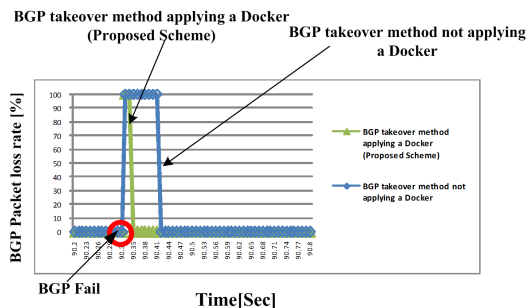 BGP takeover method applying a Docker
(Proposed Scheme)
BGP takeover method not applying
a Docker
BGP Packet loss rate [%]
100
90
80
70
60
50
40
30
20
10
0
90.2
90.23
90.26
90.35
90.38
90.41
90.44
90.47
90.5
90.53
90.56
90.59
90.62
90.65
90.68
90.71
90.74
90.77
90.8
BGP takeover method
applying a Docker
(Proposed Scheme)
BGP takeover method not
applying a Docker
BGP Fail
Time[Sec]